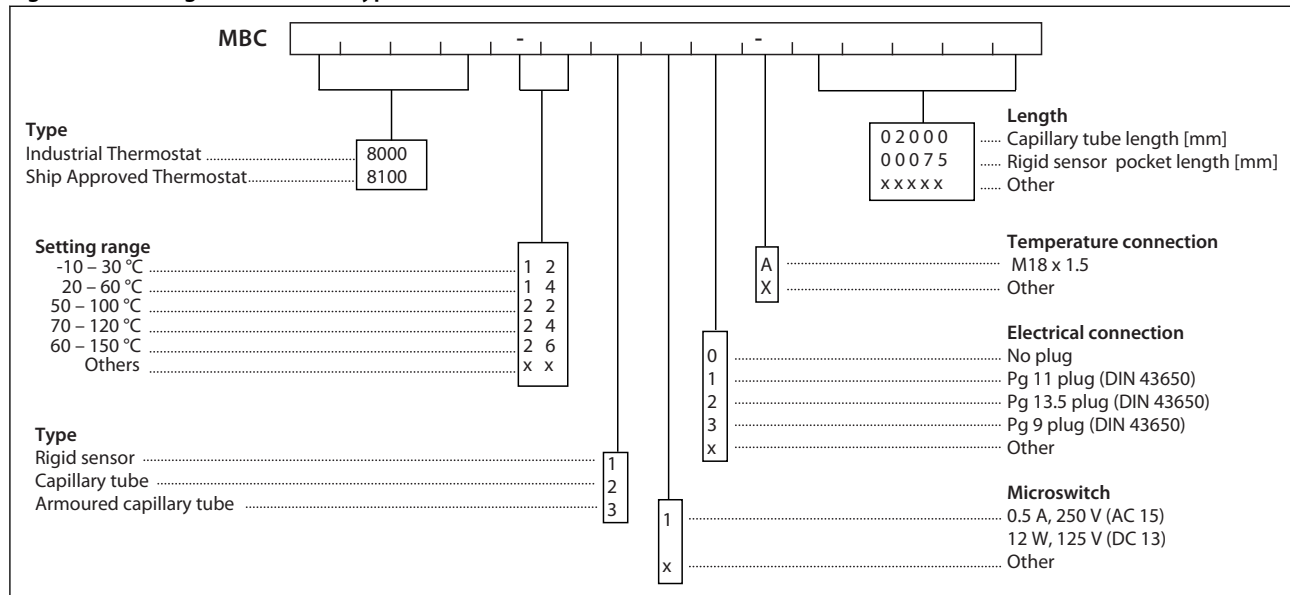 MBC - -
Type
Industrial Thermostat 8000
Ship Approved Thermostat 8100
Length
0 2 0 0 0 Capillary tube length [mm]
0 0 0 7 5 Rigid sensor pocket length [mm]
x x x x x Other
Setting range
-10 – 30 °C 1 2
20 – 60 °C 1 4
50 – 100 °C 2 2
70 – 120 °C 2 4
60 – 150 °C 2 6
Others x x
Temperature connection
A M18 x 1.5
X Other
Electrical connection
0 No plug
1 Pg 11 plug (DIN 43650)
2 Pg 13.5 plug (DIN 43650)
3 Pg 9 plug (DIN 43650)
x Other
Type
Rigid sensor 1
Capillary tube 2
Armoured capillary tube 3
Microswitch
1 0.5 A, 250 V (AC 15)
12 W, 125 V (DC 13)
x Other